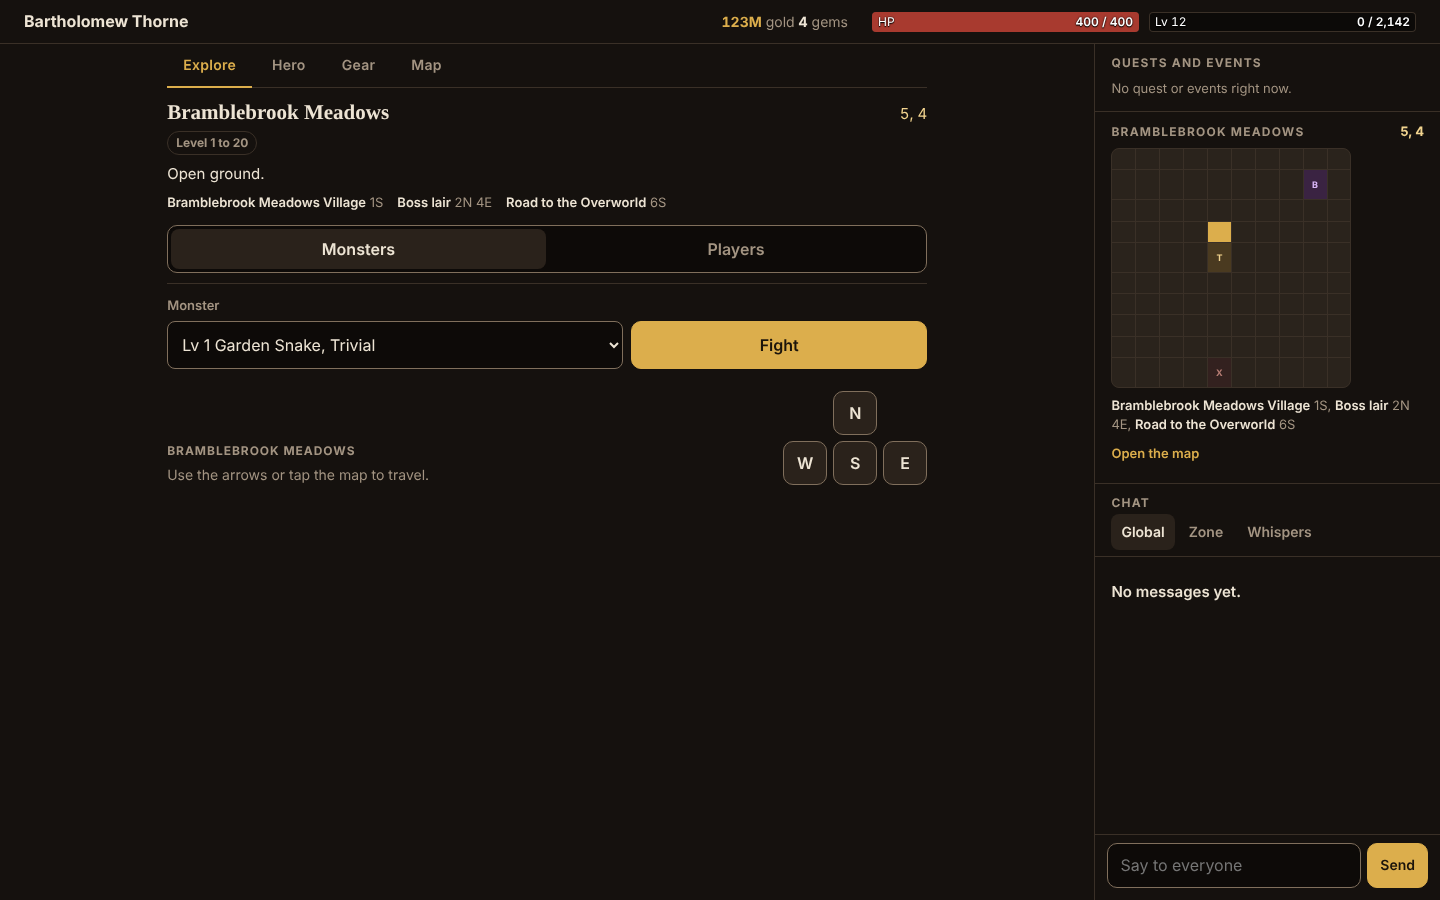 Bartholomew Thorne
123M gold 4 gems
HP 400 / 400
Lv 12 0 / 2,142
Explore Hero Gear Map
Bramblebrook Meadows 5, 4
Level 1 to 20
Open ground.
Bramblebrook Meadows Village 1S Boss lair 2N 4E Road to the Overworld 6S
Monsters Players
Monster
Lv 1 Garden Snake, Trivial
Fight
N
W S E
BRAMBLEBROOK MEADOWS
Use the arrows or tap the map to travel.
QUESTS AND EVENTS
No quest or events right now.
BRAMBLEBROOK MEADOWS 5, 4
B
T
X
Bramblebrook Meadows Village 1S, Boss lair 2N
4E, Road to the Overworld 6S
Open the map
CHAT
Global Zone Whispers
No messages yet.
Say to everyone
Send